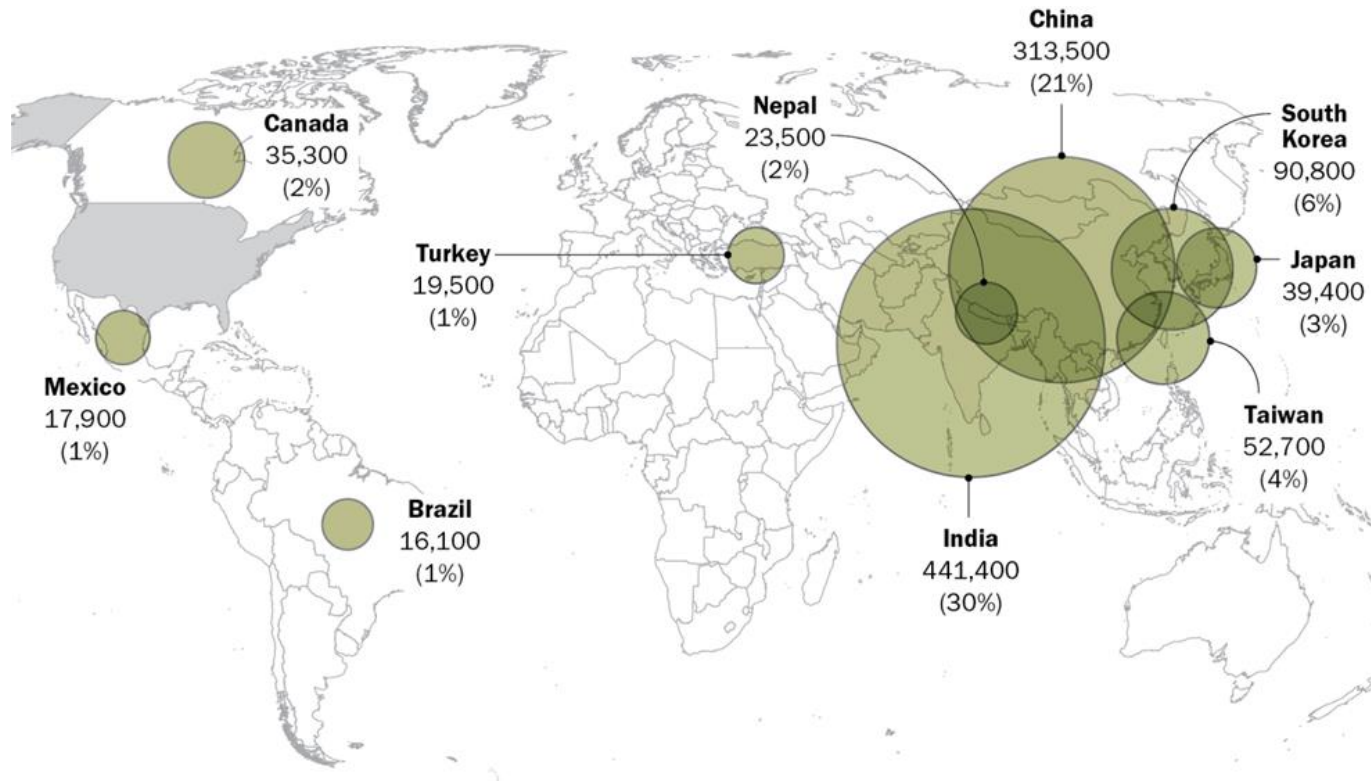 China
313,500
(21%)
Nepal
23,500
(2%)
South
Korea
90,800
(6%)
Canada
35,300
(2%)
Turkey
19,500
(1%)
Japan
39,400
(3%)
Mexico
17,900
(1%)
Taiwan
52,700
(4%)
Brazil
16,100
(1%)
India
441,400
(30%)